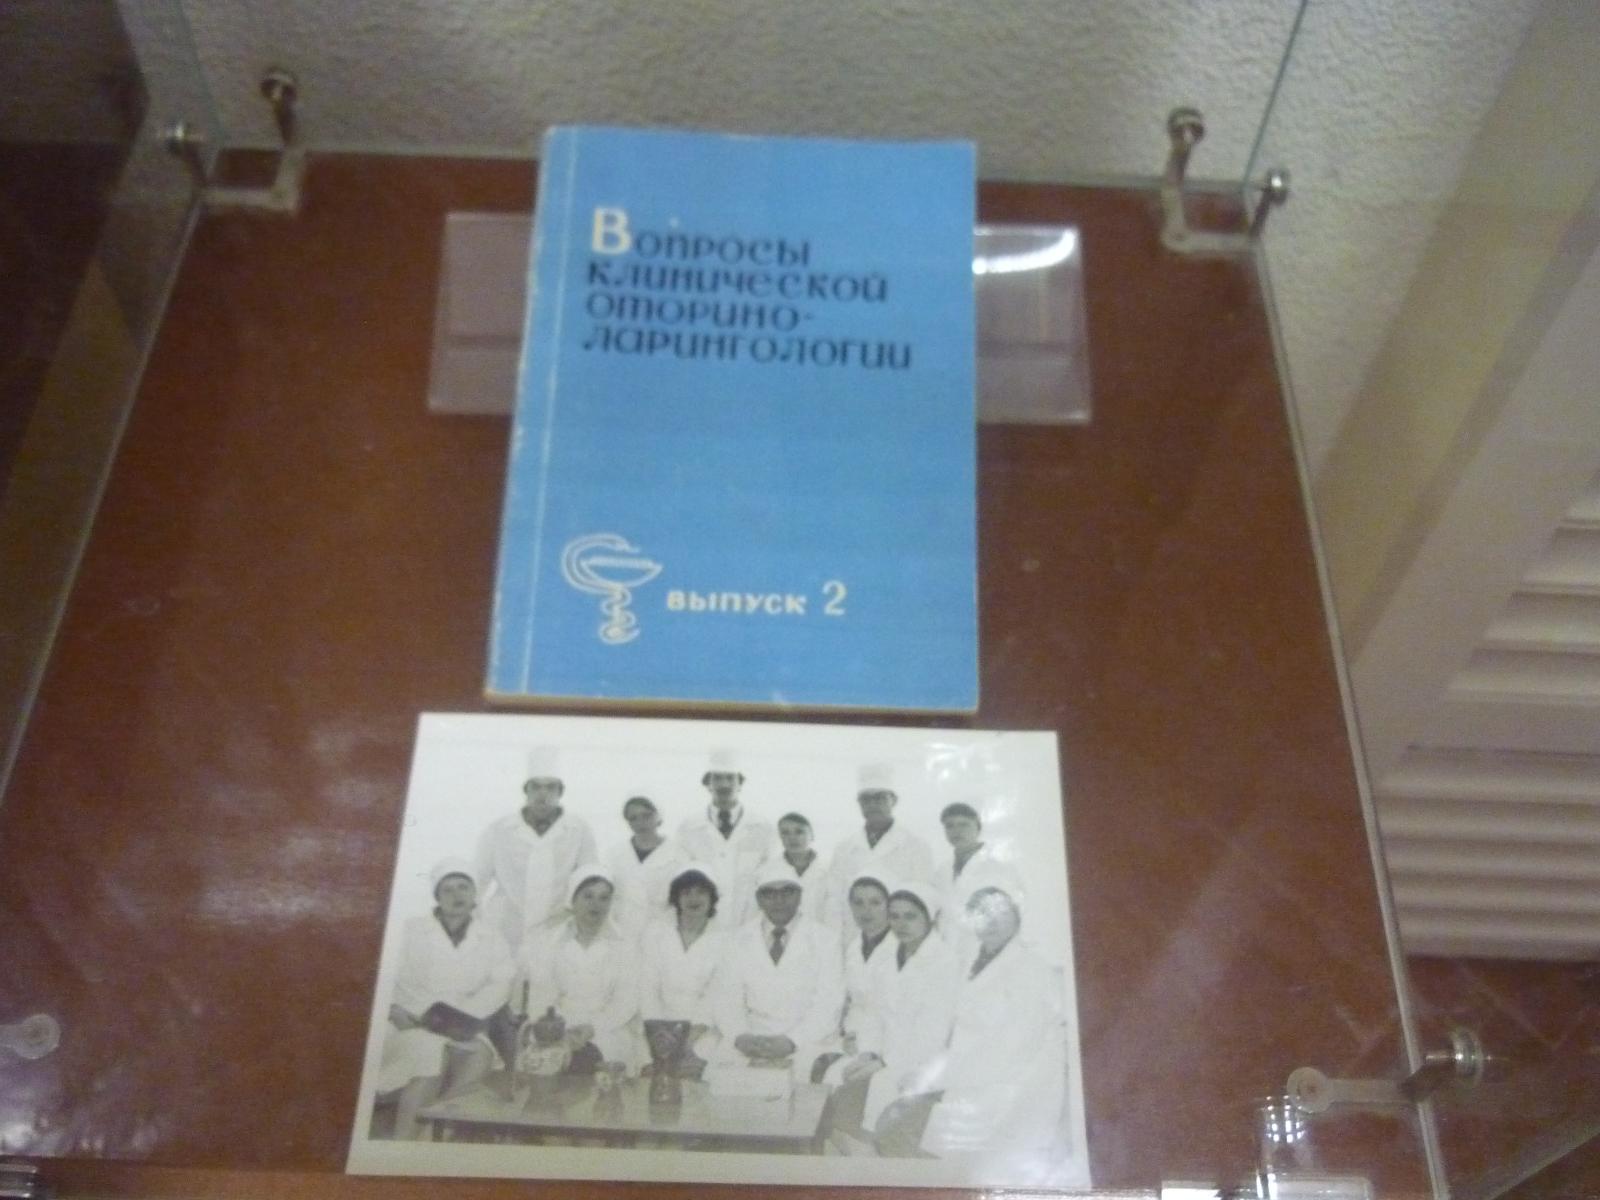 Вопросы
клинической
оторино-
ларингологии
выпуск 2